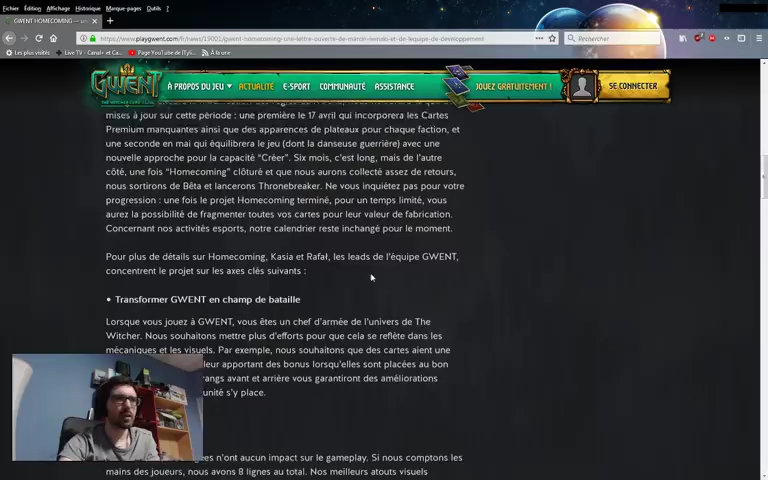 Fichier Édition Affichage Historique Marque-pages Outils ?
GWENT HOMECOMING — une
https://www.playgwent.com/fr/news/19001/gwent-homecoming-une-lettre-ouverte-de-marcin-iwinski-et-de-lequipe-de-developpement
Rechercher
Les plus visités Live TV - Canal+ et Ca... Page YouTube de ITyli... À la une
GWENT
THE WITCHER CARD GAME
À PROPOS DU JEU ACTUALITÉ E-SPORT COMMUNAUTÉ ASSISTANCE
JOUEZ GRATUITEMENT !
SE CONNECTER
mises à jour sur cette période : une première le 17 avril qui incorporera les Cartes
Premium manquantes ainsi que des apparences de plateaux pour chaque faction, et
une seconde en mai qui équilibrera le jeu (dont la danseuse guerrière) avec une
nouvelle approche pour la capacité "Créer". Six mois, c'est long, mais de l'autre
côté, une fois "Homecoming" clôturé et que nous aurons collecté assez de retours,
nous sortirons de Bêta et lancerons Thronebreaker. Ne vous inquiétez pas pour votre
progression : une fois le projet Homecoming terminé, pour un temps limité, vous
aurez la possibilité de fragmenter toutes vos cartes pour leur valeur de fabrication.
Concernant nos activités esports, notre calendrier reste inchangé pour le moment.
Pour plus de détails sur Homecoming, Kasia et Rafał, les leads de l'équipe GWENT,
concentrent le projet sur les axes clés suivants :
• Transformer GWENT en champ de bataille
Lorsque vous jouez à GWENT, vous êtes un chef d'armée de l'univers de The
Witcher. Nous souhaitons mettre plus d'efforts pour que cela se reflète dans les
mécaniques et les visuels. Par exemple, nous souhaitons que des cartes aient une
leur apportant des bonus lorsqu'elles sont placées au bon
rangs avant et arrière vous garantiront des améliorations
unité s'y place.
n'ont aucun impact sur le gameplay. Si nous comptons les
mains des joueurs, nous avons 8 lignes au total. Nos meilleurs atouts visuels